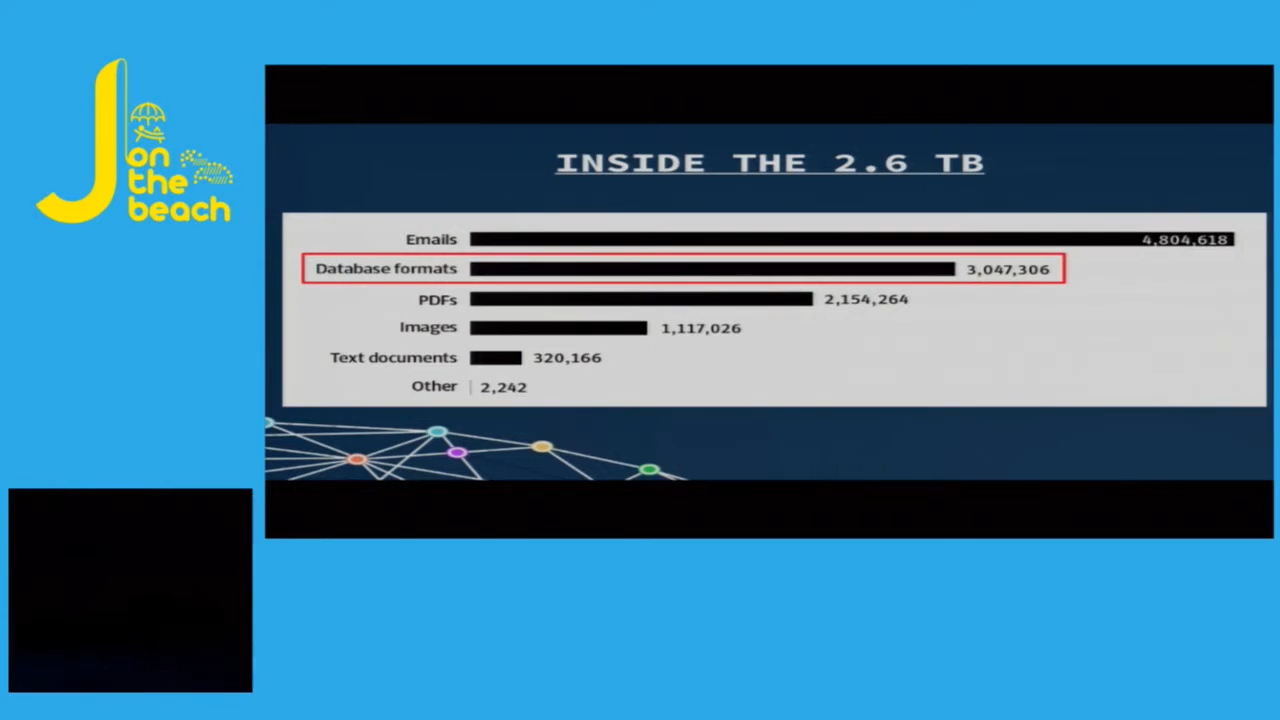 J
on
the
beach
INSIDE THE 2.6 TB
Emails 4,804,618
Database formats 3,047,306
PDFs 2,154,264
Images 1,117,026
Text documents 320,166
Other 2,242